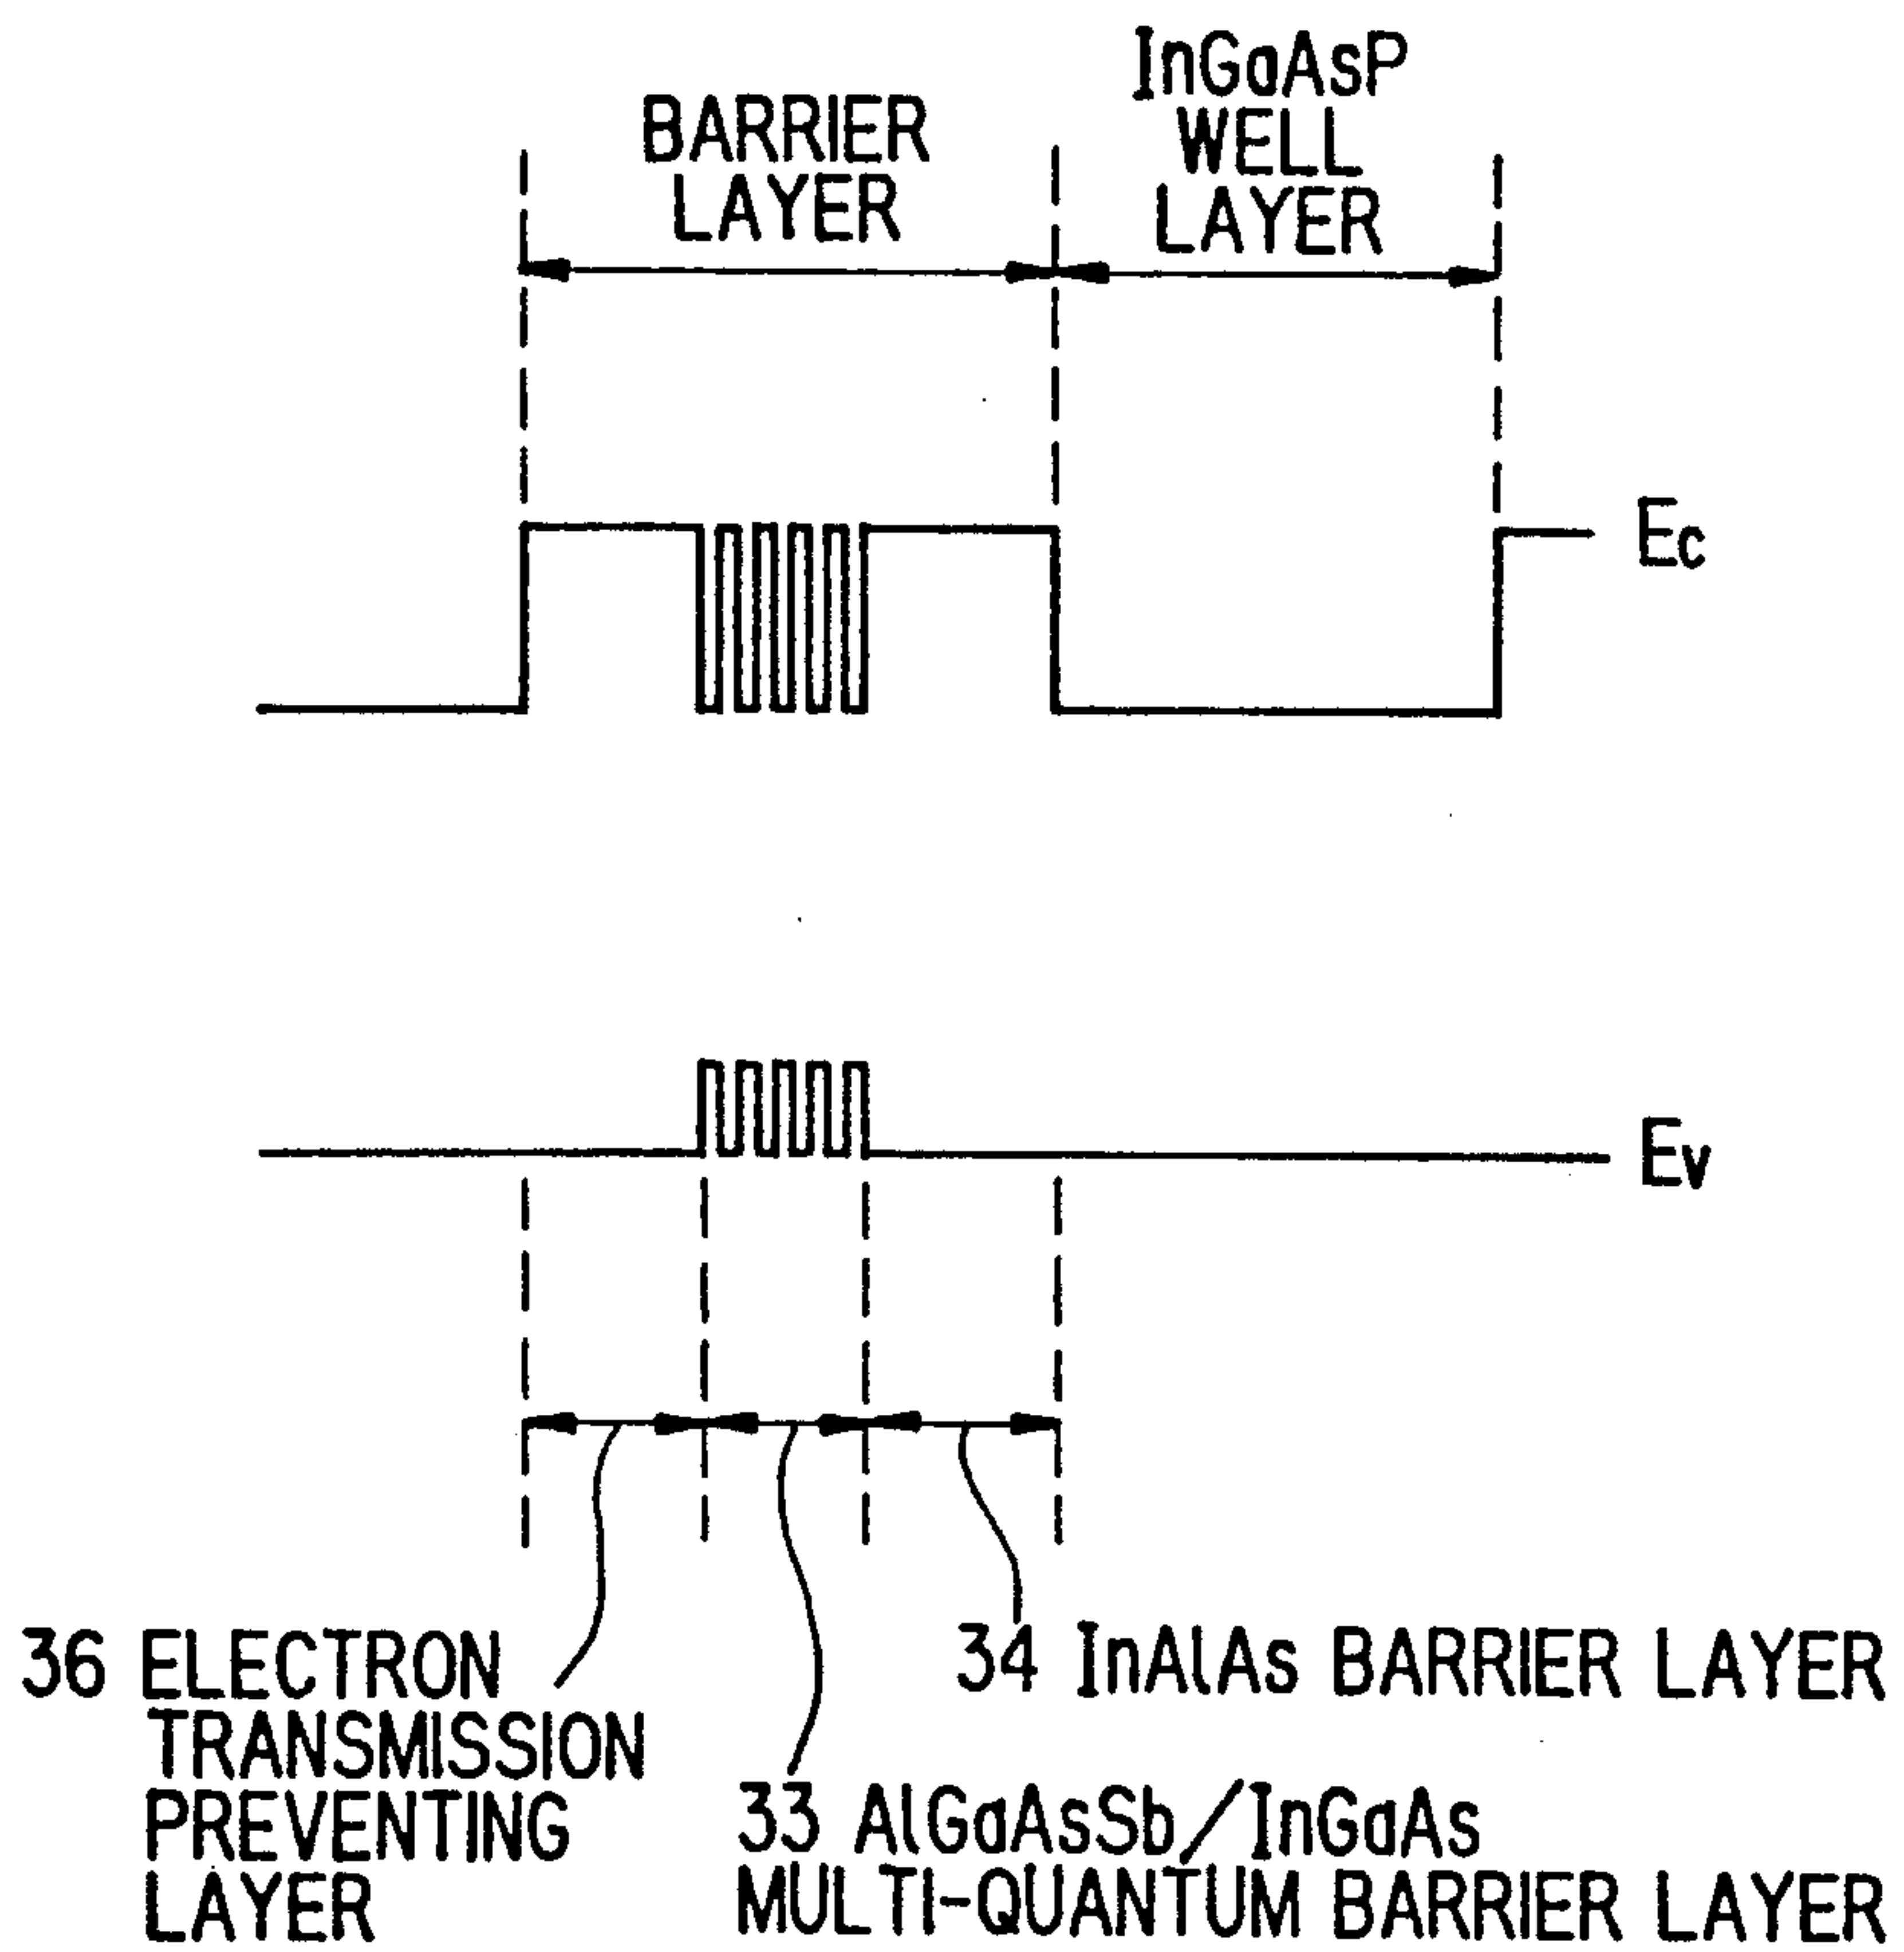 InGaAsP
WELL
LAYER
BARRIER
LAYER
Ec
Ev
36 ELECTRON
TRANSMISSION
PREVENTING
LAYER
34 InAlAs BARRIER LAYER
33 AlGaAsSb/InGaAs
MULTI-QUANTUM BARRIER LAYER